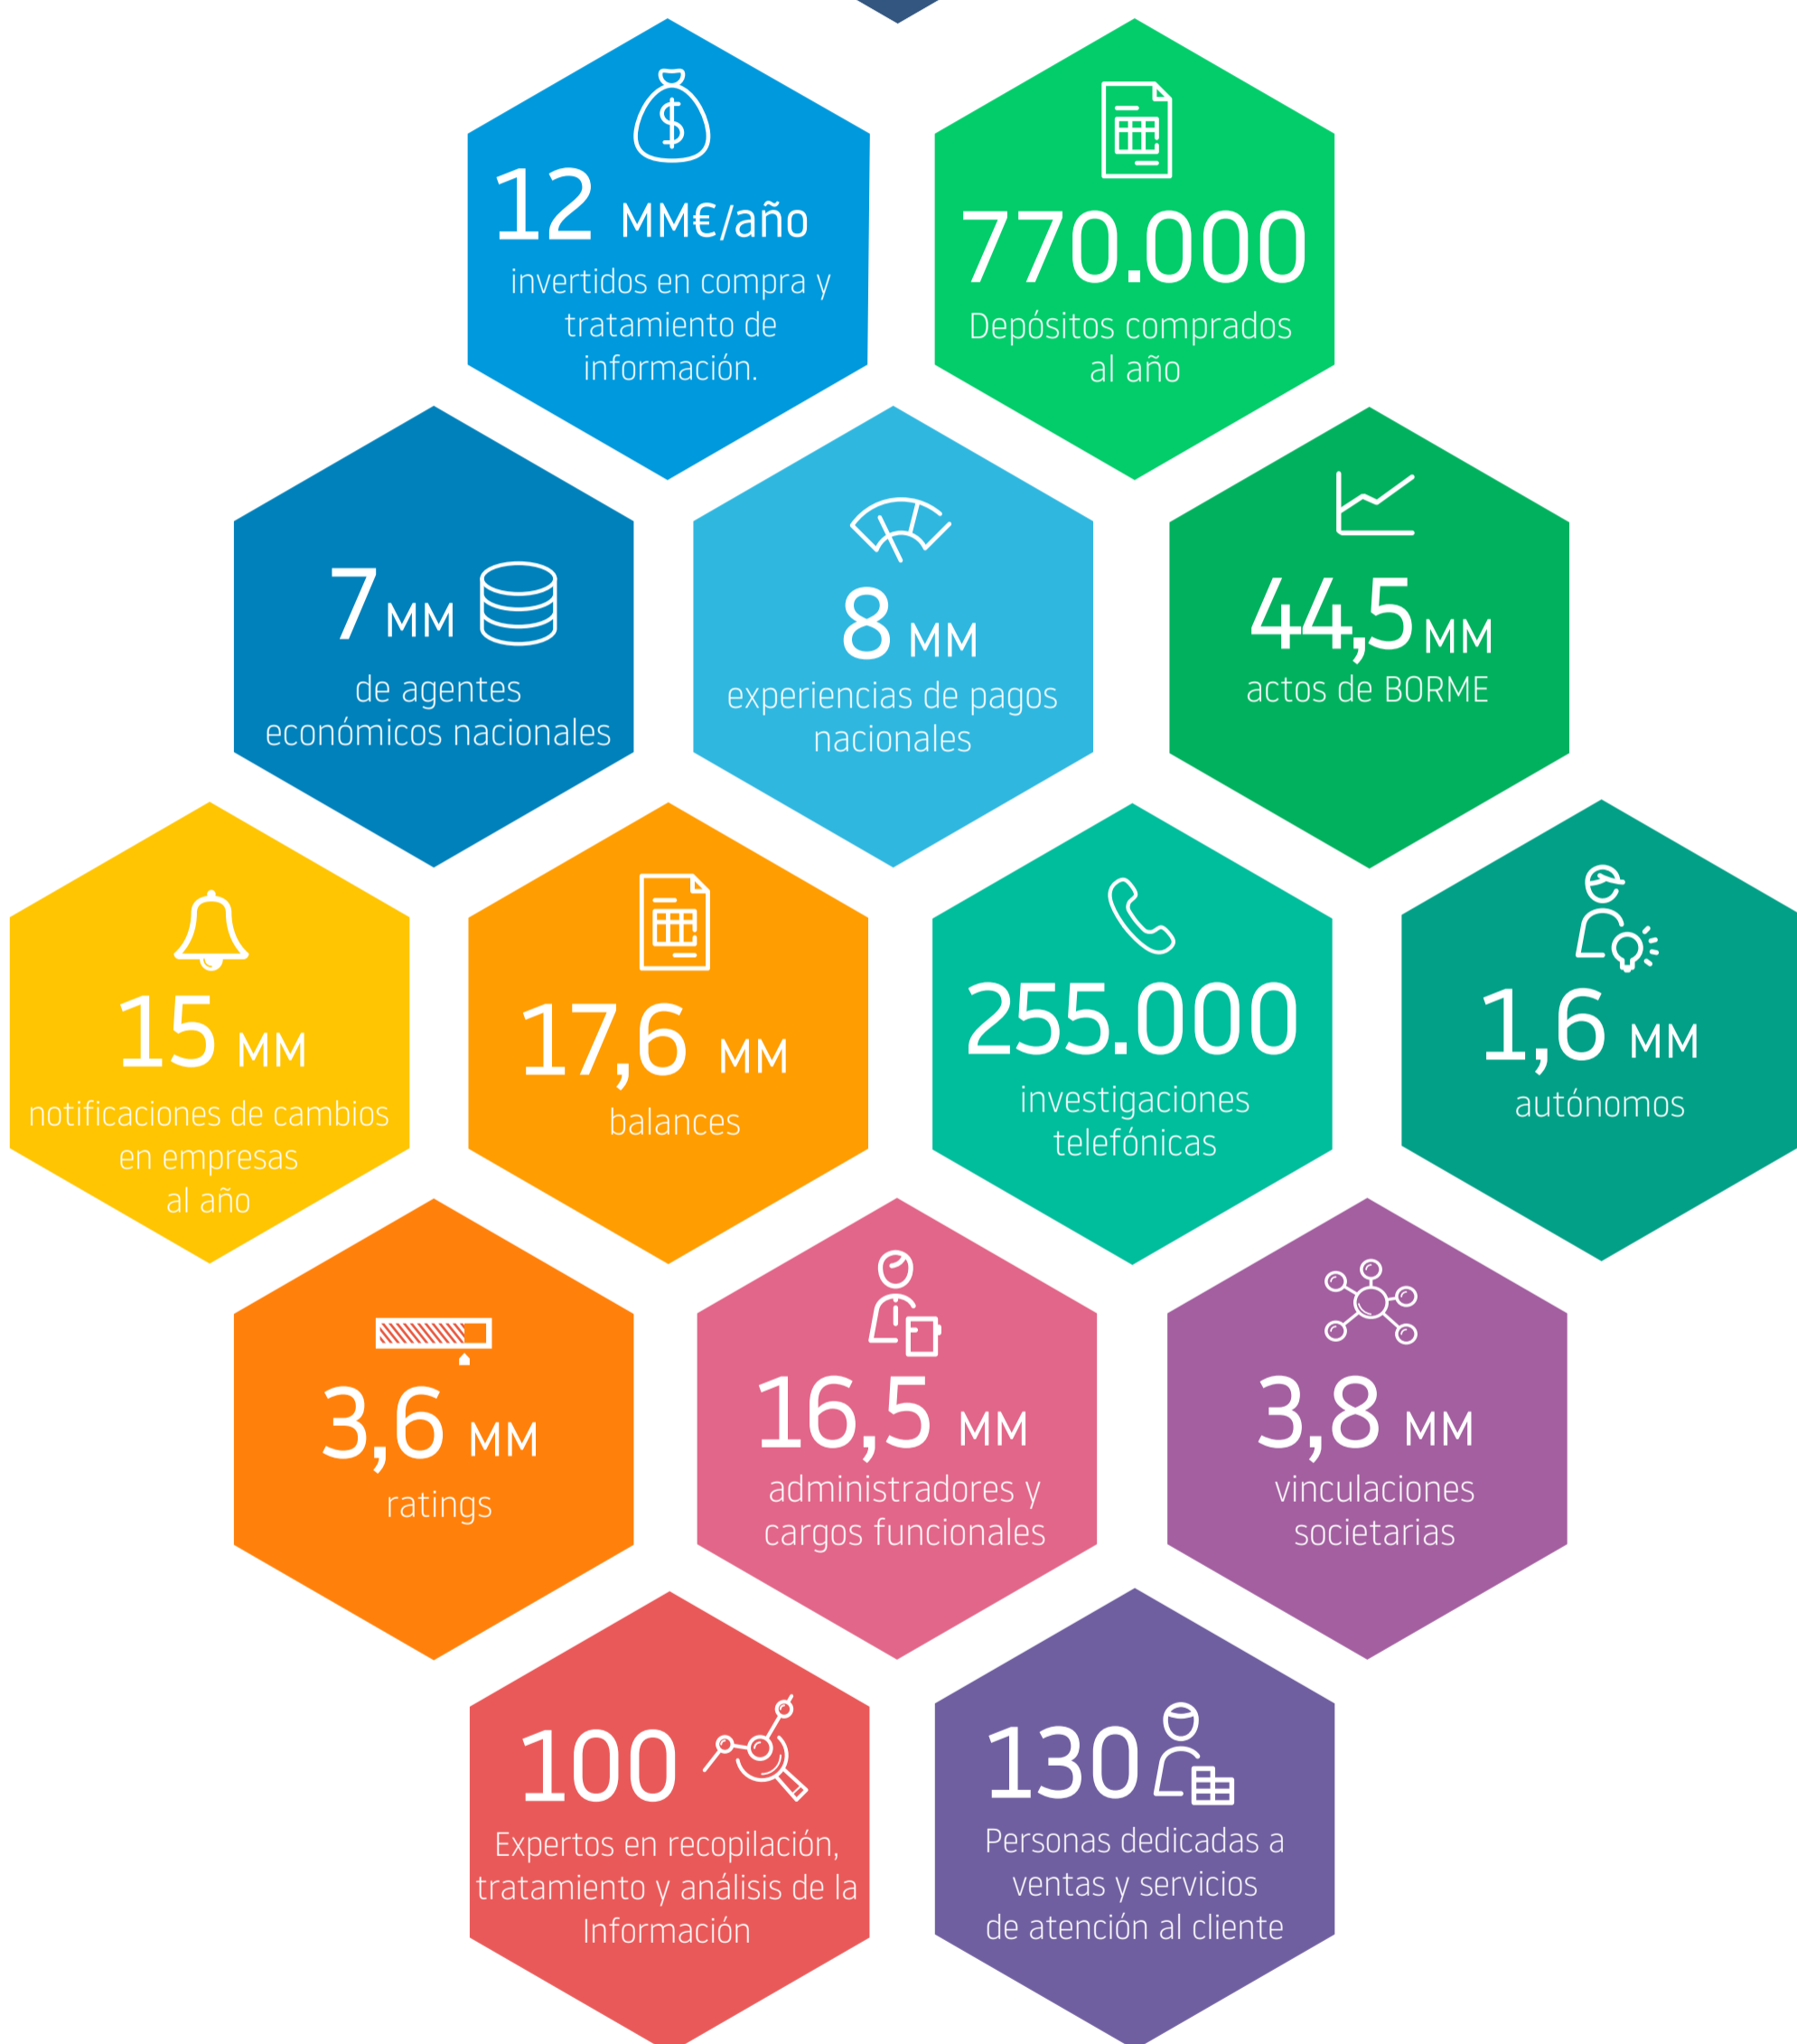 12 MM€/año
invertidos en compra y
tratamiento de
información.
770.000
Depósitos comprados
al año
7 MM
de agentes
económicos nacionales
8 MM
experiencias de pagos
nacionales
44,5 MM
actos de BORME
15 MM
notificaciones de cambios
en empresas
al año
17,6 MM
balances
255.000
investigaciones
telefónicas
1,6 MM
autónomos
3,6 MM
ratings
16,5 MM
administradores y
cargos funcionales
3,8 MM
vinculaciones
societarias
100
Expertos en recopilación,
tratamiento y análisis de la
Información
130
Personas dedicadas a
ventas y servicios
de atención al cliente